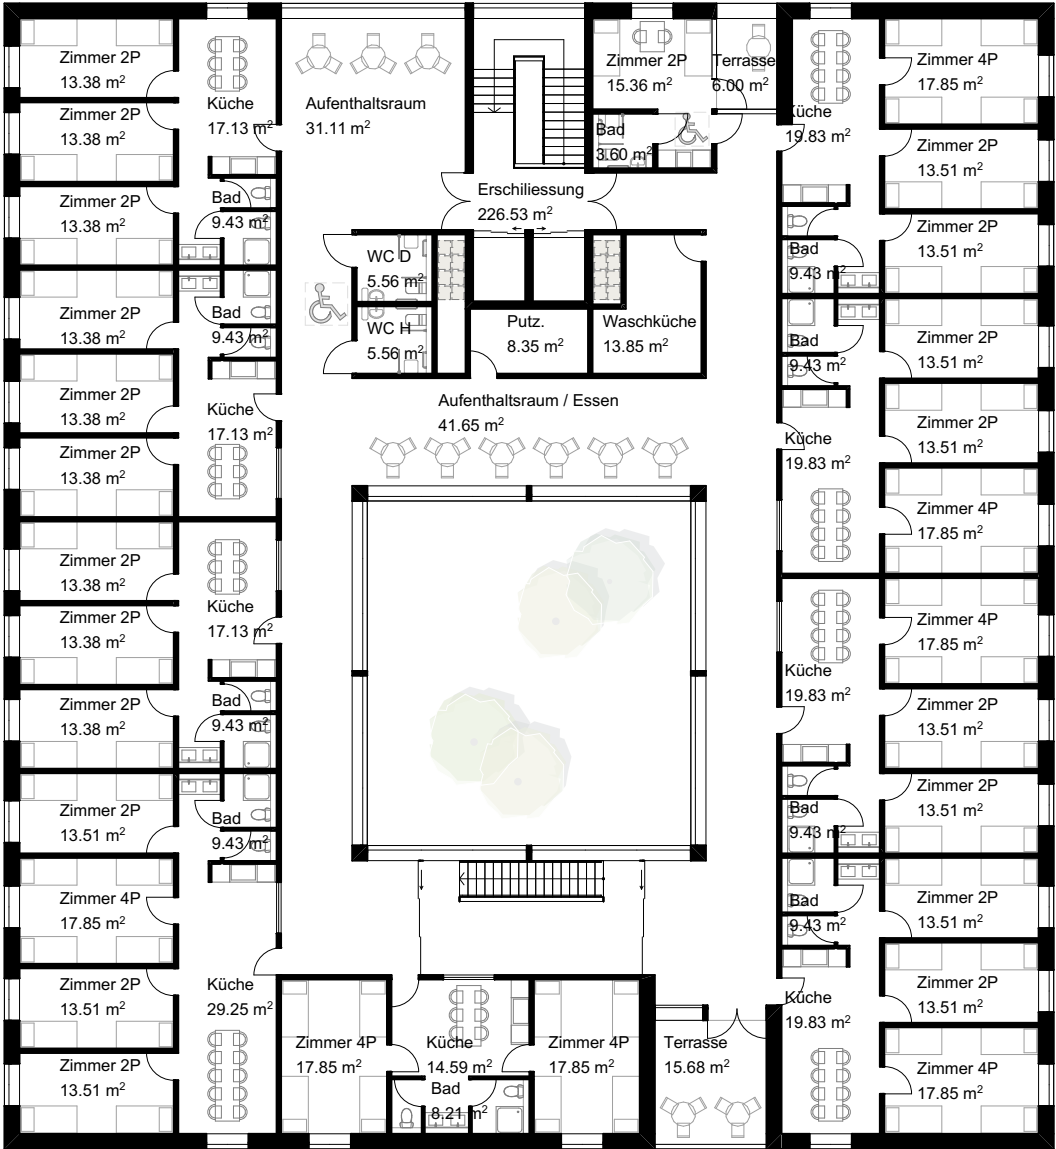 Zimmer 2P
13.38 m²
Küche
17.13 m²
Aufenthaltsraum
31.11 m²
Zimmer 2P
15.36 m²
Terrasse
6.00 m²
Küche
19.83 m²
Zimmer 4P
17.85 m²
Zimmer 2P
13.38 m²
Bad
3.60 m²
Zimmer 2P
13.51 m²
Zimmer 2P
13.38 m²
Bad
9.43 m²
Erschiliessung
226.53 m²
Zimmer 2P
13.51 m²
Bad
9.43 m²
WC D
5.56 m²
Zimmer 2P
13.38 m²
Bad
9.43 m²
WC H
5.56 m²
Putz.
8.35 m²
Waschküche
13.85 m²
Bad
9.43 m²
Zimmer 2P
13.51 m²
Zimmer 2P
13.38 m²
Küche
17.13 m²
Aufenthaltsraum / Essen
41.65 m²
Küche
19.83 m²
Zimmer 2P
13.51 m²
Zimmer 2P
13.38 m²
Zimmer 4P
17.85 m²
Zimmer 2P
13.38 m²
Küche
17.13 m²
Zimmer 2P
13.38 m²
Zimmer 4P
17.85 m²
Küche
19.83 m²
Zimmer 2P
13.38 m²
Bad
9.43 m²
Zimmer 2P
13.51 m²
Zimmer 2P
13.51 m²
Bad
9.43 m²
Bad
9.43 m²
Zimmer 2P
13.51 m²
Zimmer 4P
17.85 m²
Bad
9.43 m²
Zimmer 2P
13.51 m²
Zimmer 2P
13.51 m²
Küche
29.25 m²
Küche
19.83 m²
Zimmer 2P
13.51 m²
Zimmer 2P
13.51 m²
Zimmer 4P
17.85 m²
Küche
14.59 m²
Bad
8.21 m²
Zimmer 4P
17.85 m²
Terrasse
15.68 m²
Zimmer 4P
17.85 m²